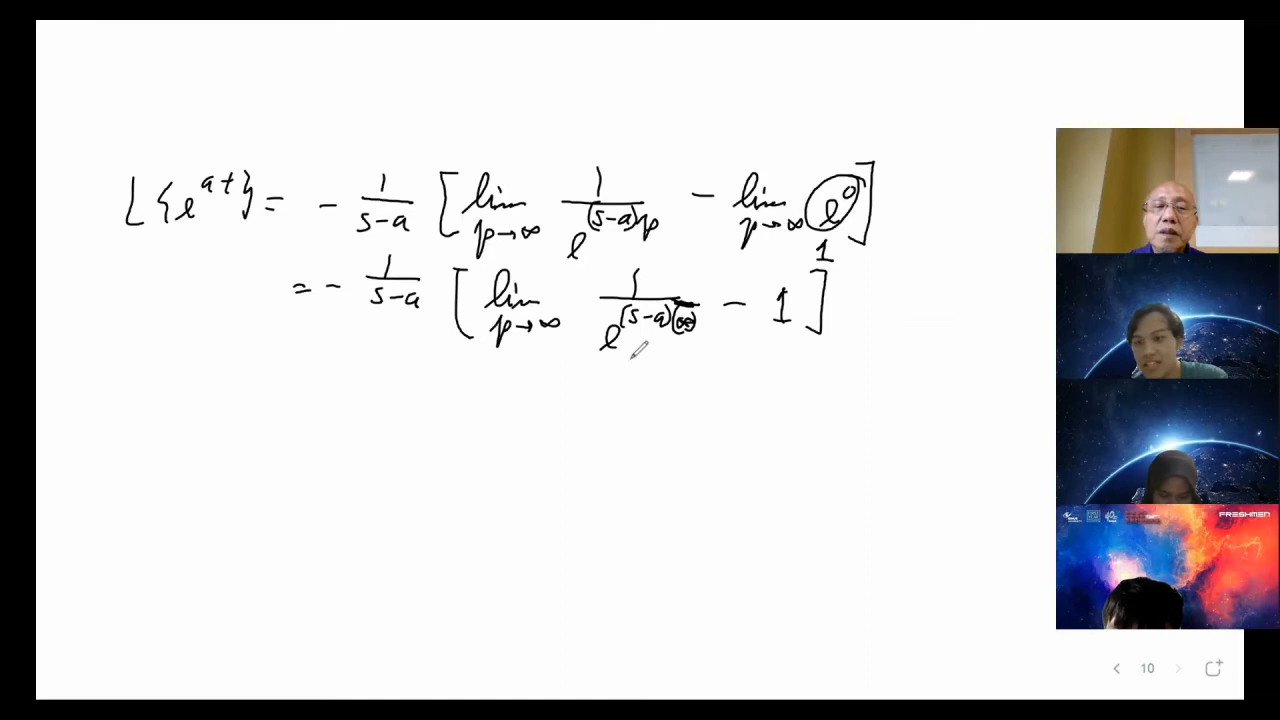 L{e^{at}} = - 1/(s-a) [ lim_{p→∞} 1/e^{(s-a)p} - lim_{p→∞} e^0 ]
1
= - 1/(s-a) [ lim_{p→∞} 1/e^{(s-a)(∞)} - 1 ]
FRESHMEN
10